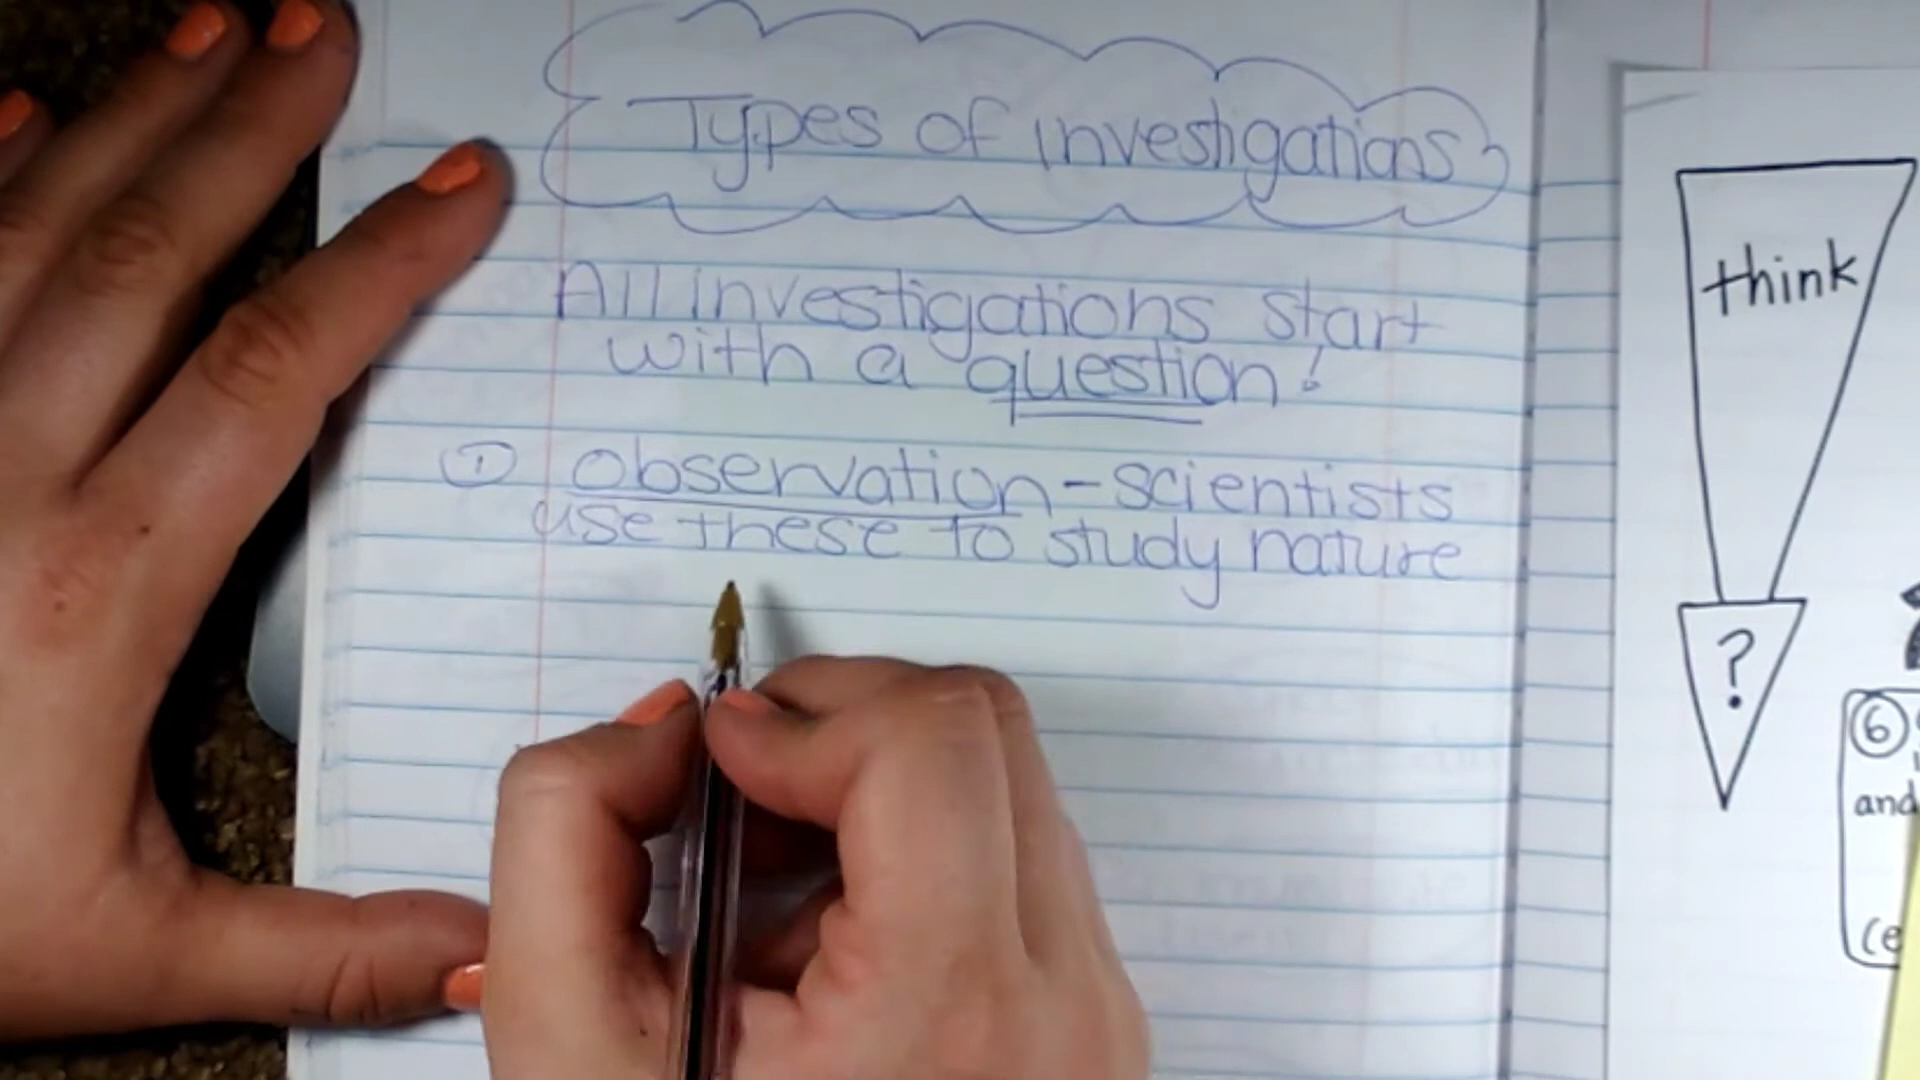 Types of investigations
All investigations start
with a question!
① Observation - scientists
use these to study nature
think
?
⑥
and